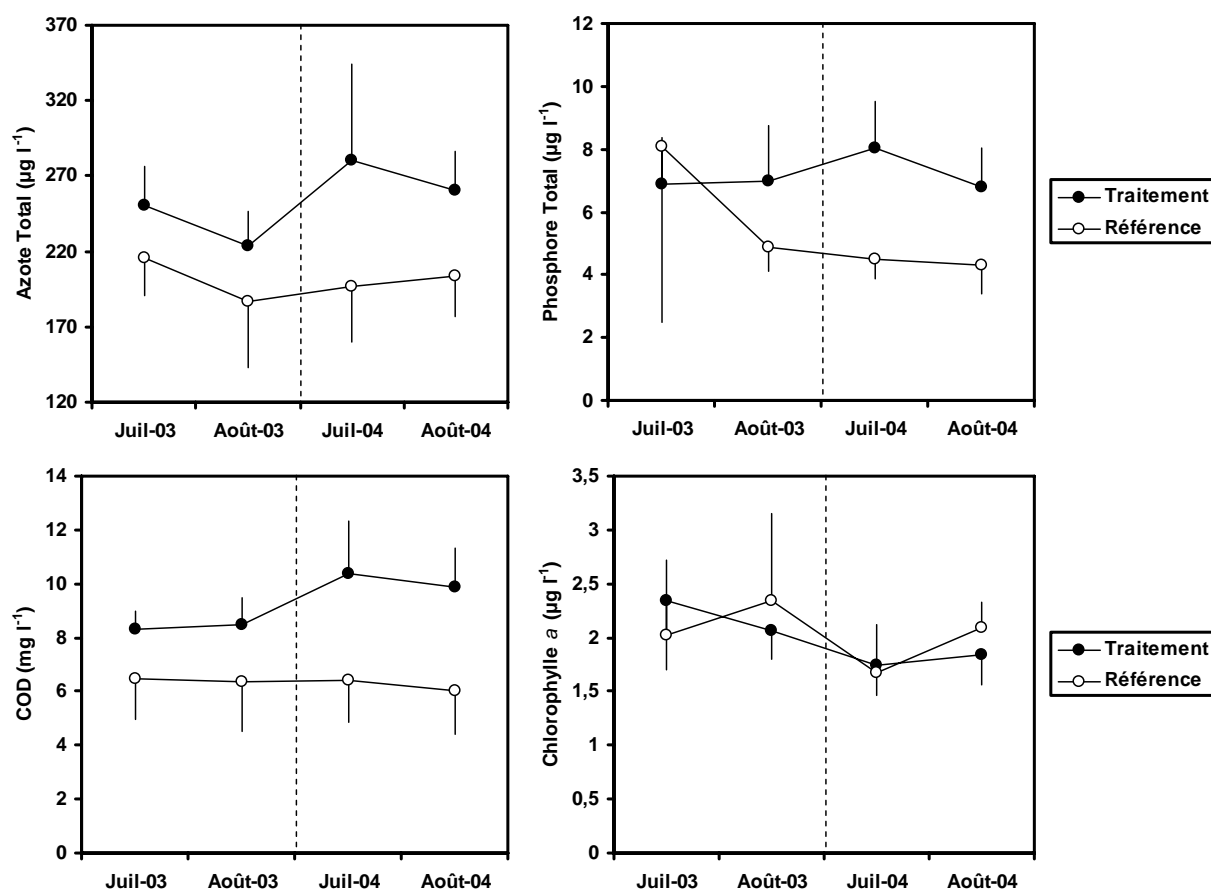 Azote Total (µg l-1)
370
320
270
220
170
120
Juil-03 Août-03 Juil-04 Août-04
Phosphore Total (µg l-1)
12
10
8
6
4
2
0
Juil-03 Août-03 Juil-04 Août-04
Traitement
Référence
COD (mg l-1)
14
12
10
8
6
4
2
0
Juil-03 Août-03 Juil-04 Août-04
Chlorophylle a (µg l-1)
3,5
3
2,5
2
1,5
1
0,5
0
Juil-03 Août-03 Juil-04 Août-04
Traitement
Référence